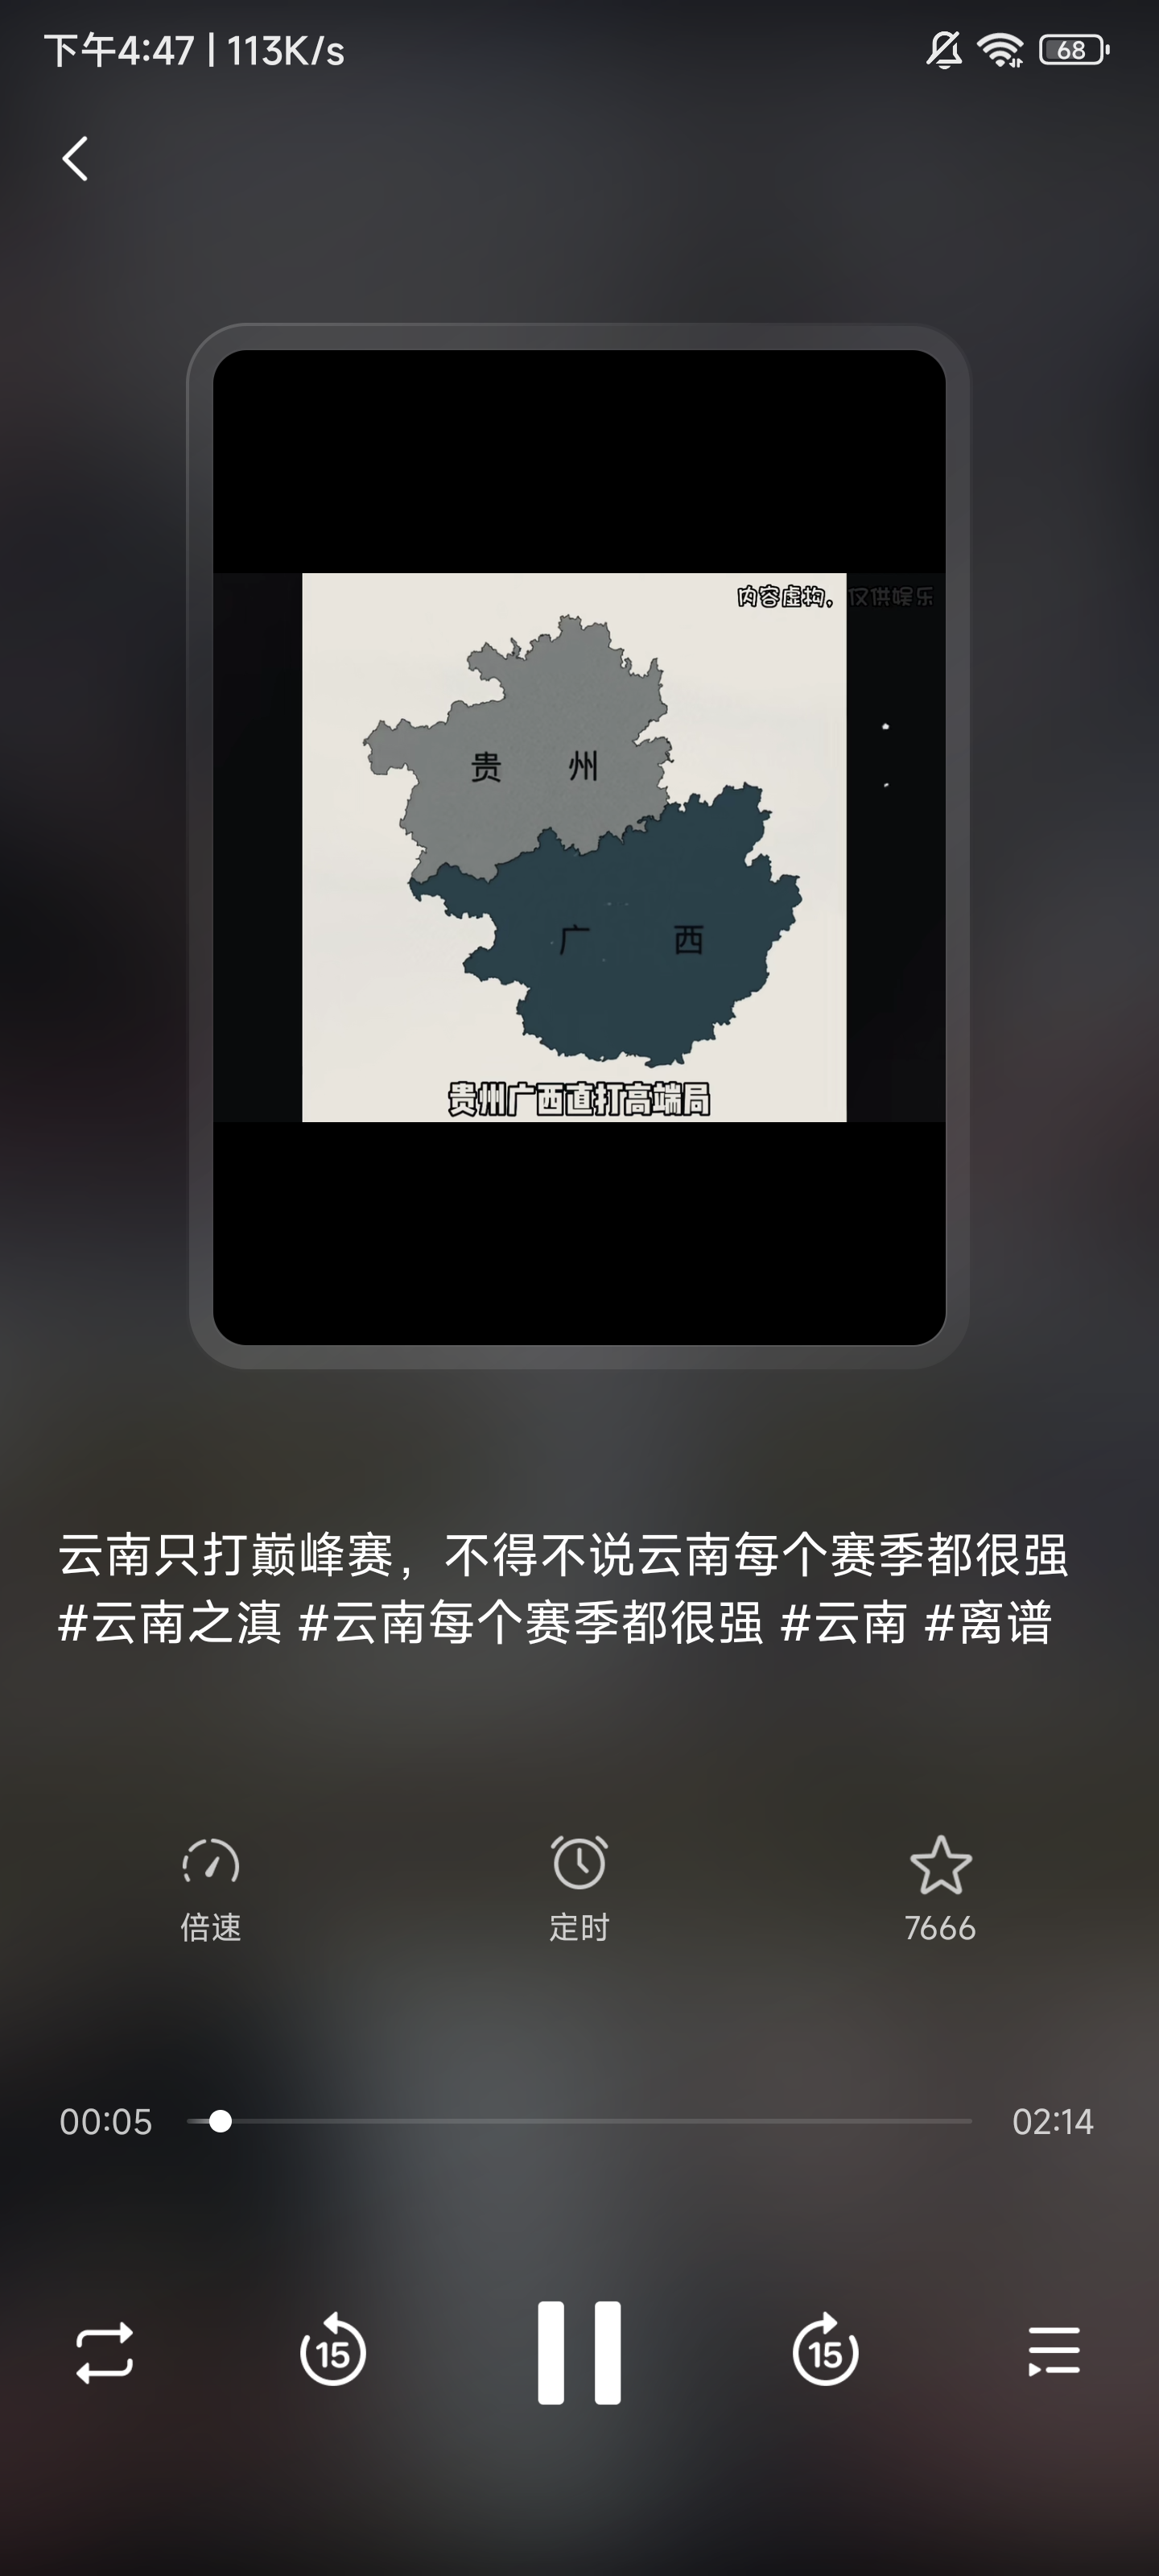 下午4:47 | 113K/s
68
内容虚构，仅供娱乐
贵 州
广 西
贵州广西直打高端局
云南只打巅峰赛，不得不说云南每个赛季都很强
#云南之滇 #云南每个赛季都很强 #云南 #离谱
倍速 定时 7666
00:05 02:14
15 15